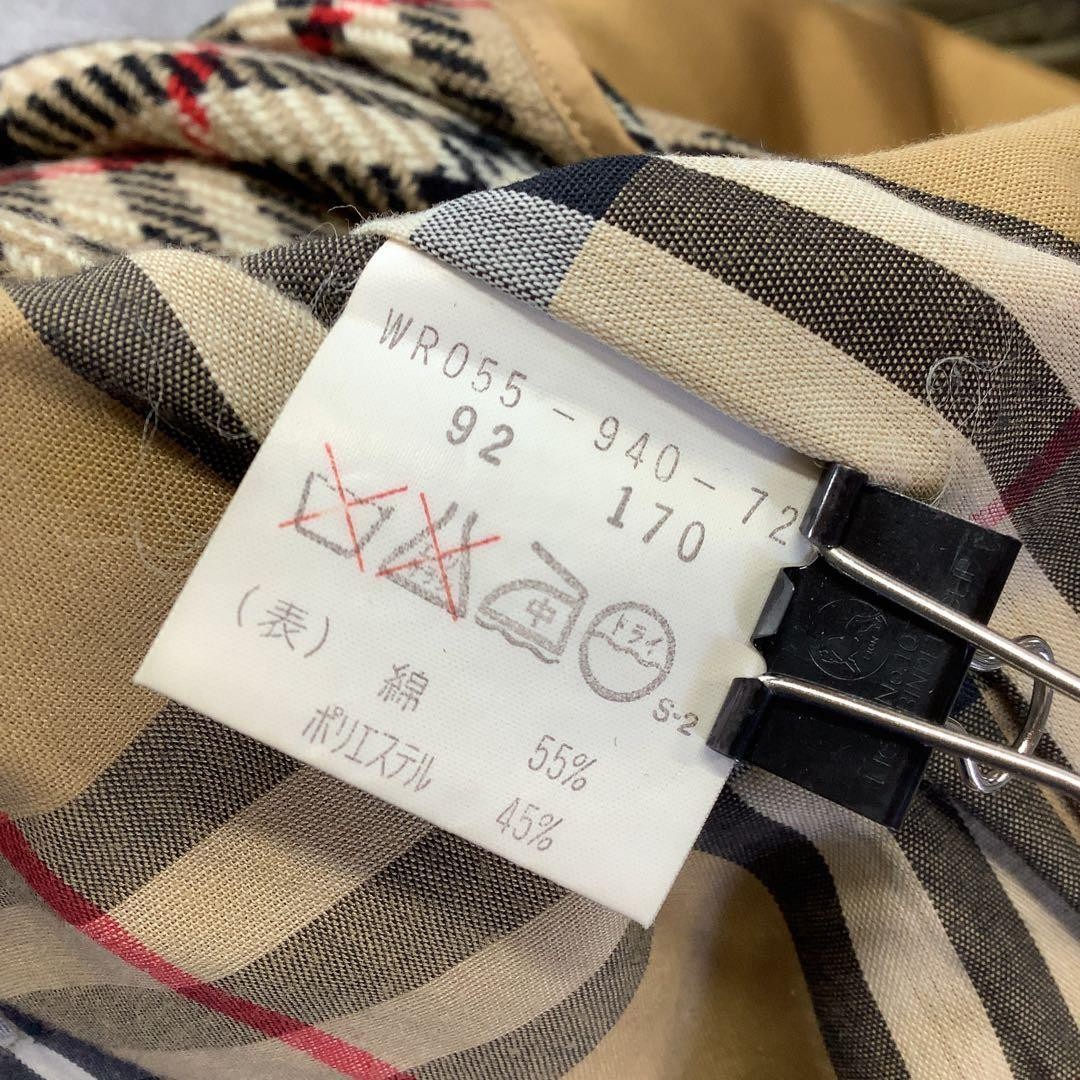 WR055-940-72
92 170
中
ドライ
S-2
(表)
綿 55%
ポリエステル 45%
LION